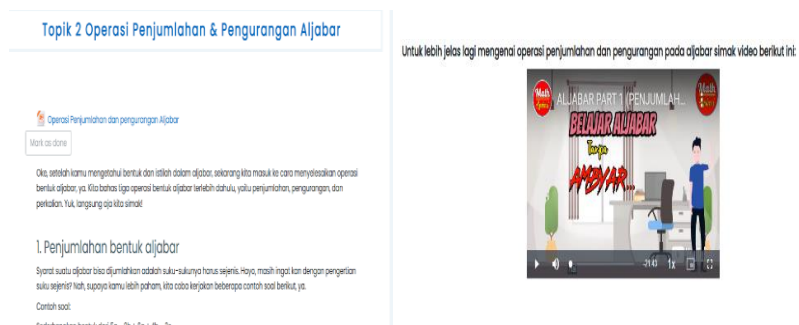 Topik 2 Operasi Penjumlahan & Pengurangan Aljabar
Operasi Penjumlahan dan pengurangan Aljabar
Mark as done
Oke, setelah kamu mengetahui bentuk dan istilah dalam aljabar, sekarang kita masuk ke cara menyelesaikan operasi
bentuk aljabar, ya. Kita bahas tiga operasi bentuk aljabar terlebih dahulu, yaitu penjumlahan, pengurangan, dan
perkalian. Yuk, langsung aja kita simak!
1. Penjumlahan bentuk aljabar
Syarat suatu aljabar bisa dijumlahkan adalah suku-sukunya harus sejenis. Hayo, masih ingat kan dengan pengertian
suku sejenis? Nah, supaya kamu lebih paham, kita coba kerjakan beberapa contoh soal berikut, ya.
Contoh soal:
Untuk lebih jelas lagi mengenai operasi penjumlahan dan pengurangan pada aljabar simak video berikut ini:
ALJABAR PART 1 (PENJUMLAH...
BELAJAR ALJABAR
Tanpa
AMBYAR...
-21:43 1x